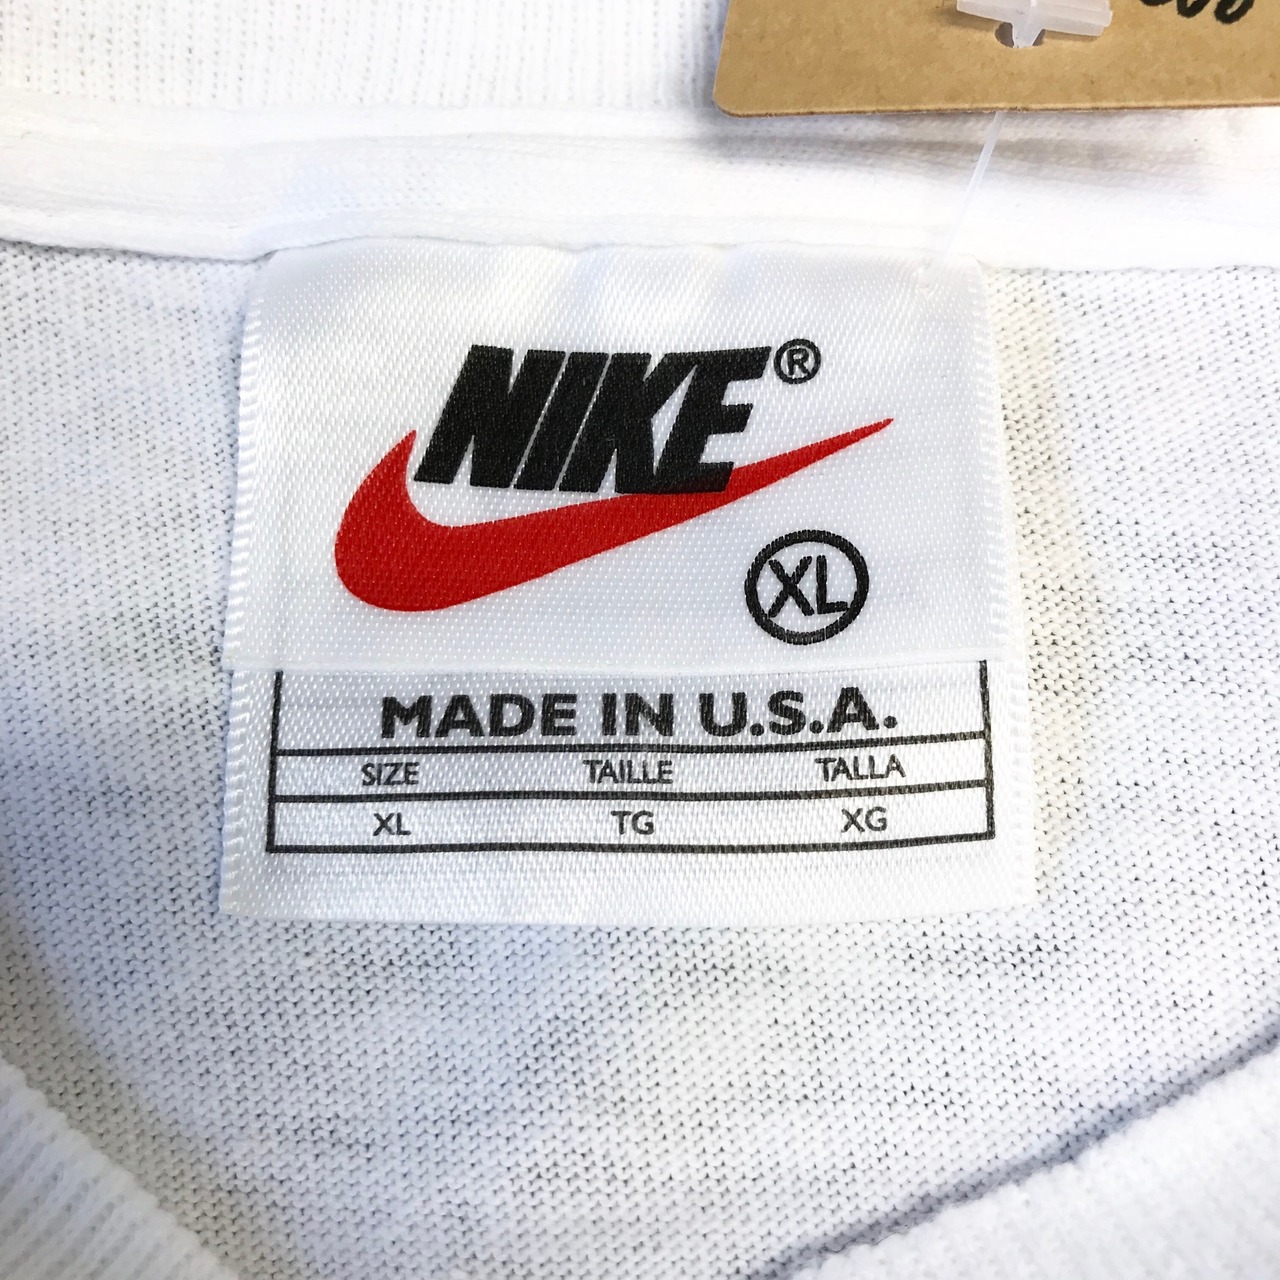 NIKE®
XL
MADE IN U.S.A.
SIZE TAILLE TALLA
XL TG XG